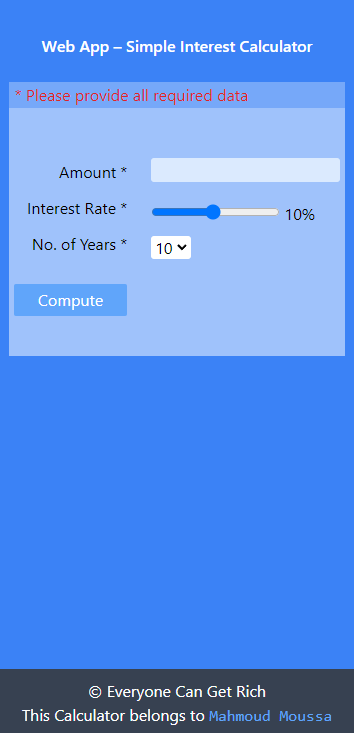 Web App – Simple Interest Calculator
* Please provide all required data
Amount *
Interest Rate * 10%
No. of Years * 10
Compute
© Everyone Can Get Rich
This Calculator belongs to Mahmoud Moussa